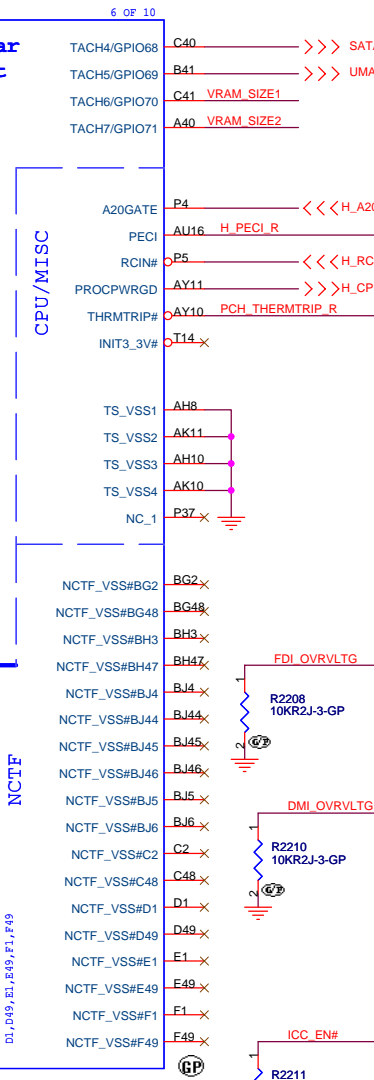 6 OF 10
ar
t
TACH4/GPIO68 C40 SATA
TACH5/GPIO69 B41 UMA
TACH6/GPIO70 C41 VRAM_SIZE1
TACH7/GPIO71 A40 VRAM_SIZE2
CPU/MISC
A20GATE P4 H_A20
PECI AU16 H_PECI_R
RCIN# P5 H_RC
PROCPWRGD AY11 H_CP
THRMTRIP# AY10 PCH_THERMTRIP_R
INIT3_3V# T14
TS_VSS1 AH8
TS_VSS2 AK11
TS_VSS3 AH10
TS_VSS4 AK10
NC_1 P37
NCTF
NCTF_VSS#BG2 BG2
NCTF_VSS#BG48 BG48
NCTF_VSS#BH3 BH3
NCTF_VSS#BH47 BH47
NCTF_VSS#BJ4 BJ4
NCTF_VSS#BJ44 BJ44
NCTF_VSS#BJ45 BJ45
NCTF_VSS#BJ46 BJ46
NCTF_VSS#BJ5 BJ5
NCTF_VSS#BJ6 BJ6
NCTF_VSS#C2 C2
NCTF_VSS#C48 C48
NCTF_VSS#D1 D1
NCTF_VSS#D49 D49
NCTF_VSS#E1 E1
NCTF_VSS#E49 E49
NCTF_VSS#F1 F1
NCTF_VSS#F49 F49
D1,D49,E1,E49,F1,F49
GP
FDI_OVRVLTG
1
R2208
10KR2J-3-GP
2
G/P
DMI_OVRVLTG
1
R2210
10KR2J-3-GP
2
G/P
ICC_EN#
1
R2211